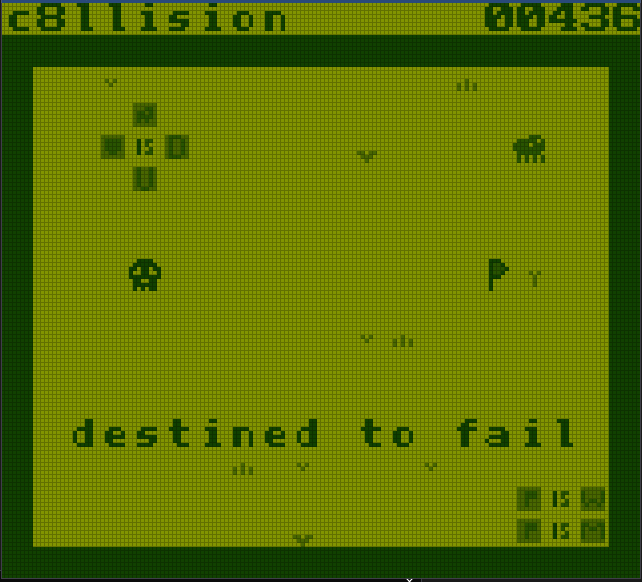 c8llision 00436
IS D
U
destined to fail
IS W
IS M